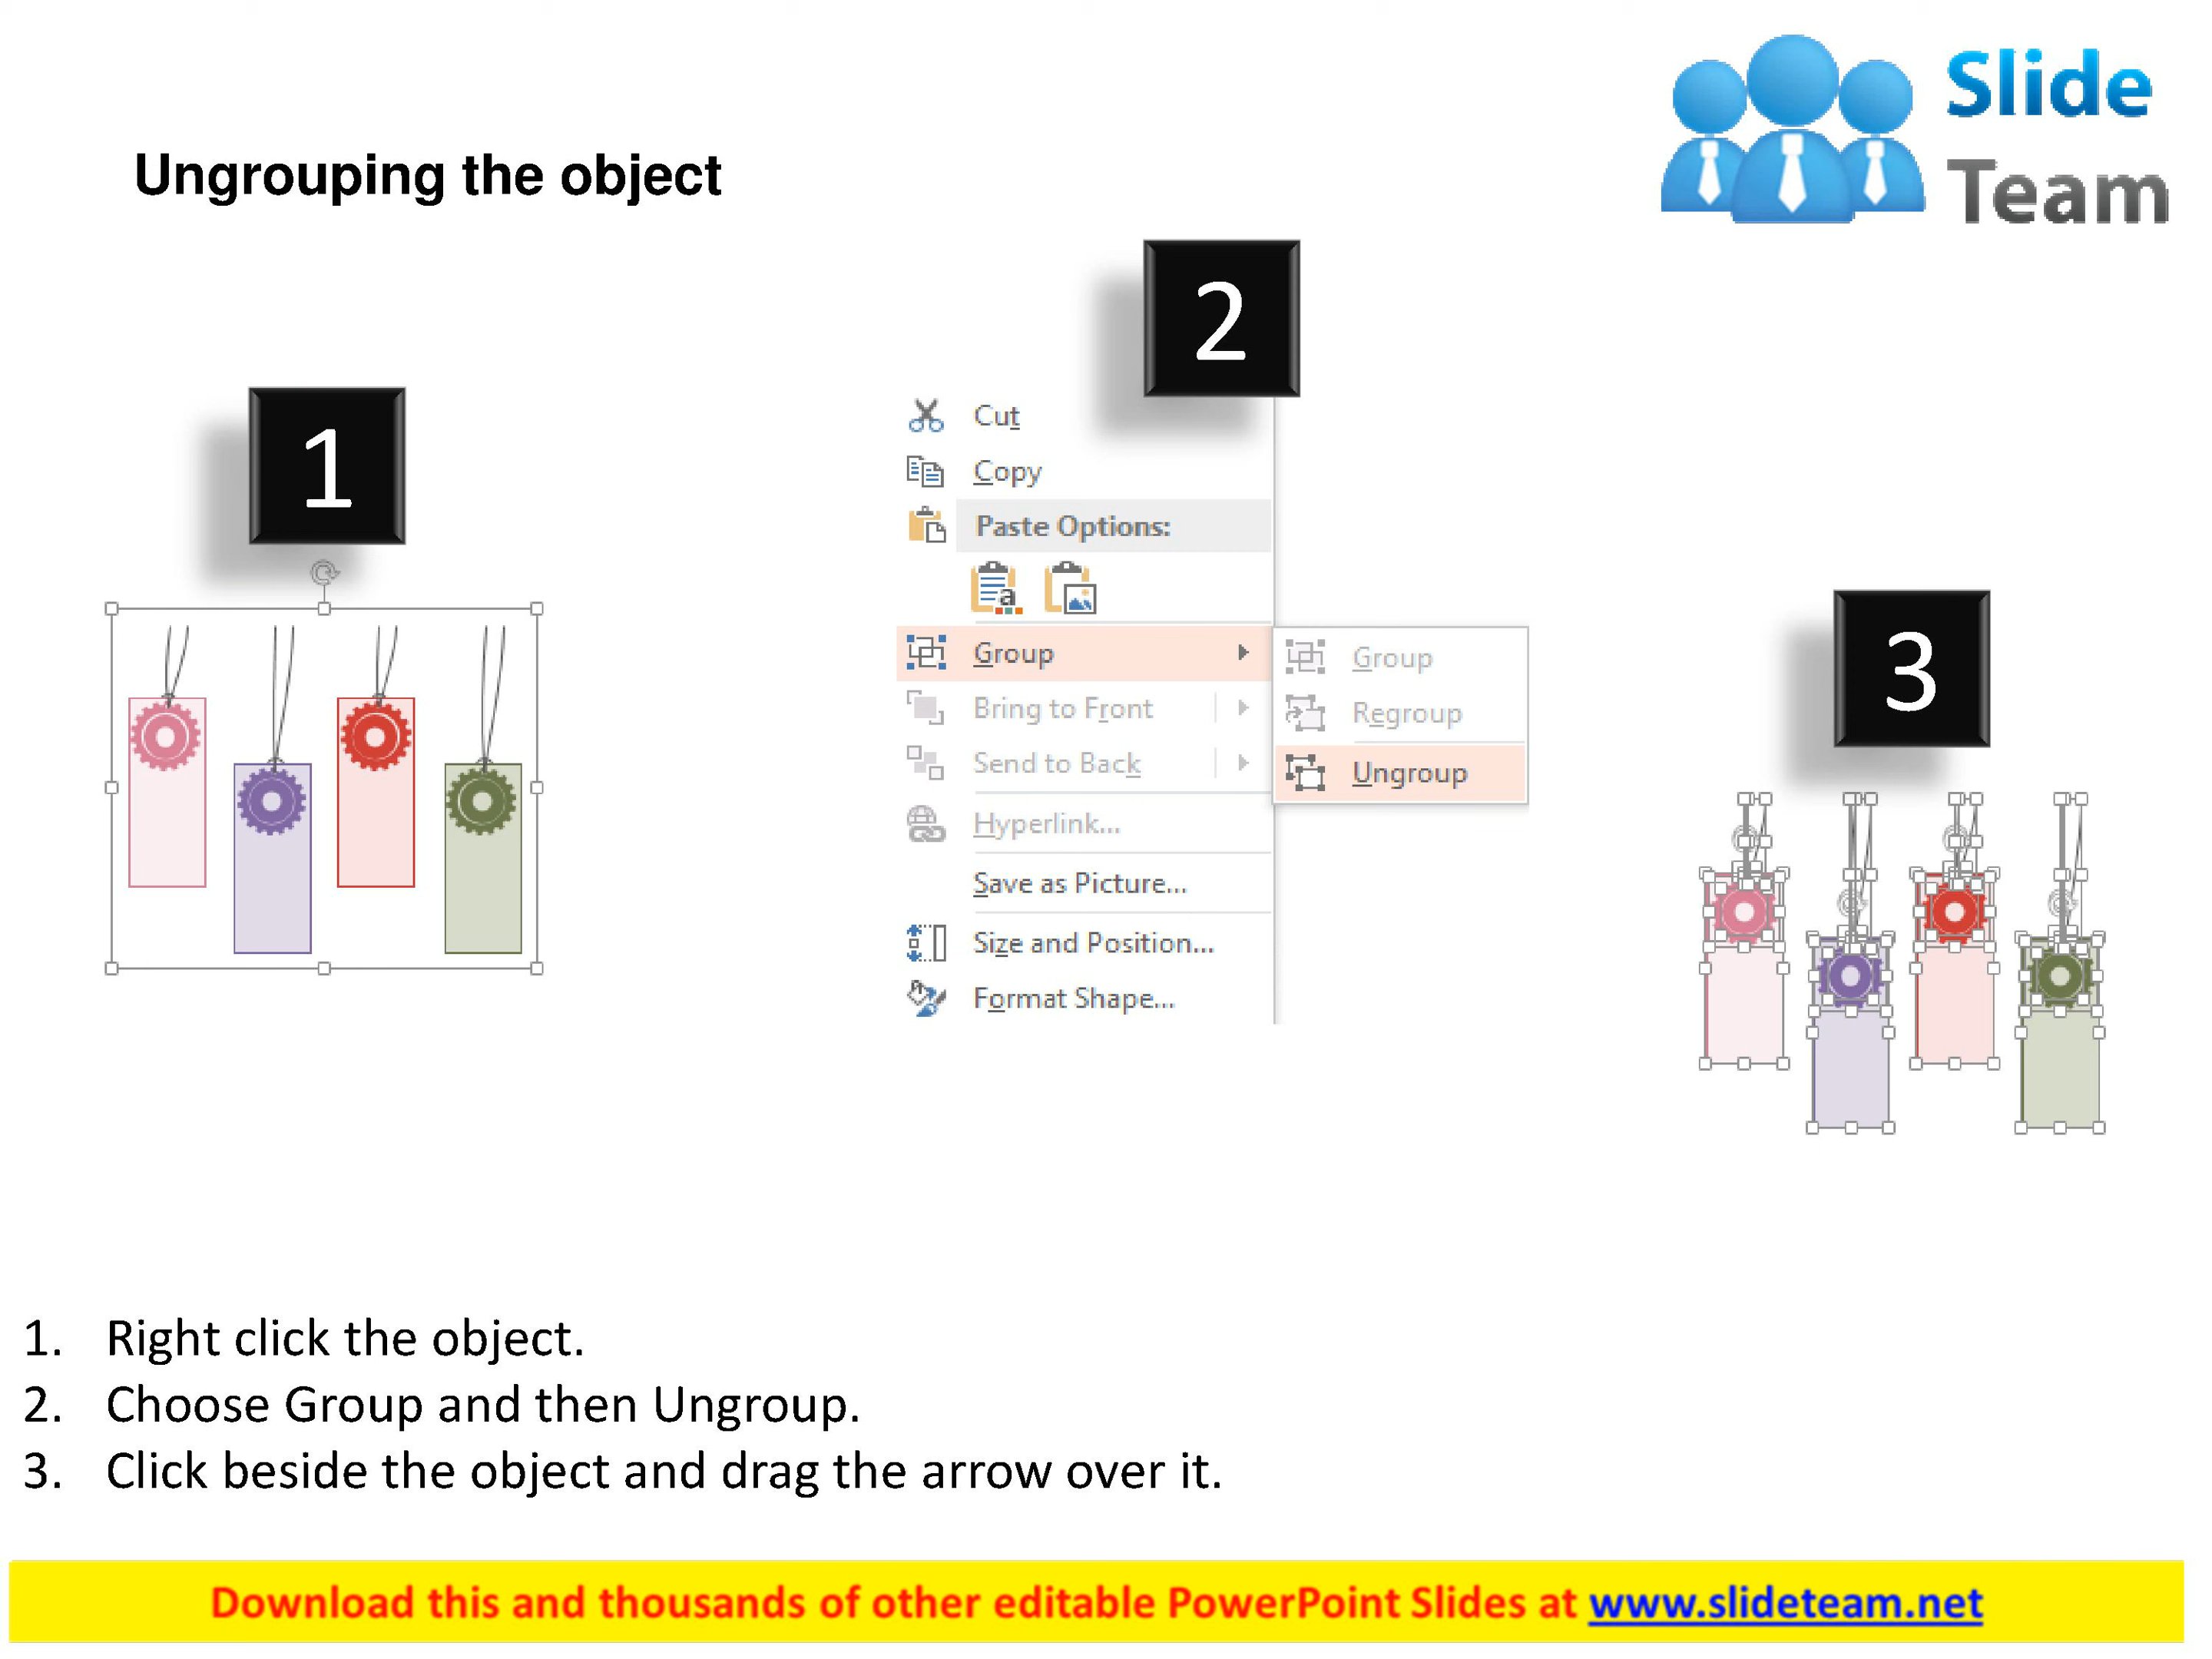 Slide
Team
Ungrouping the object
1
2
3
Cut
Copy
Paste Options:
a
Group
Bring to Front
Send to Back
Hyperlink...
Save as Picture...
Size and Position...
Format Shape...
Group
Regroup
Ungroup
1. Right click the object.
2. Choose Group and then Ungroup.
3. Click beside the object and drag the arrow over it.
Download this and thousands of other editable PowerPoint Slides at www.slideteam.net